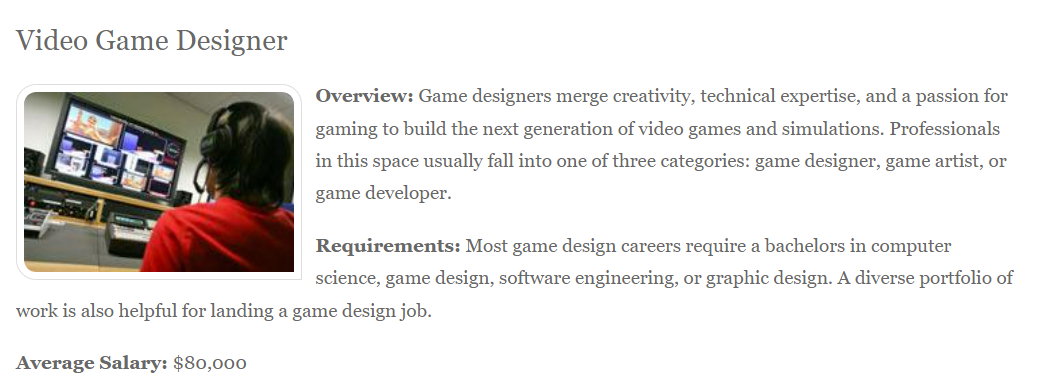 Video Game Designer
Overview: Game designers merge creativity, technical expertise, and a passion for
gaming to build the next generation of video games and simulations. Professionals
in this space usually fall into one of three categories: game designer, game artist, or
game developer.
Requirements: Most game design careers require a bachelors in computer
science, game design, software engineering, or graphic design. A diverse portfolio of
work is also helpful for landing a game design job.
Average Salary: $80,000